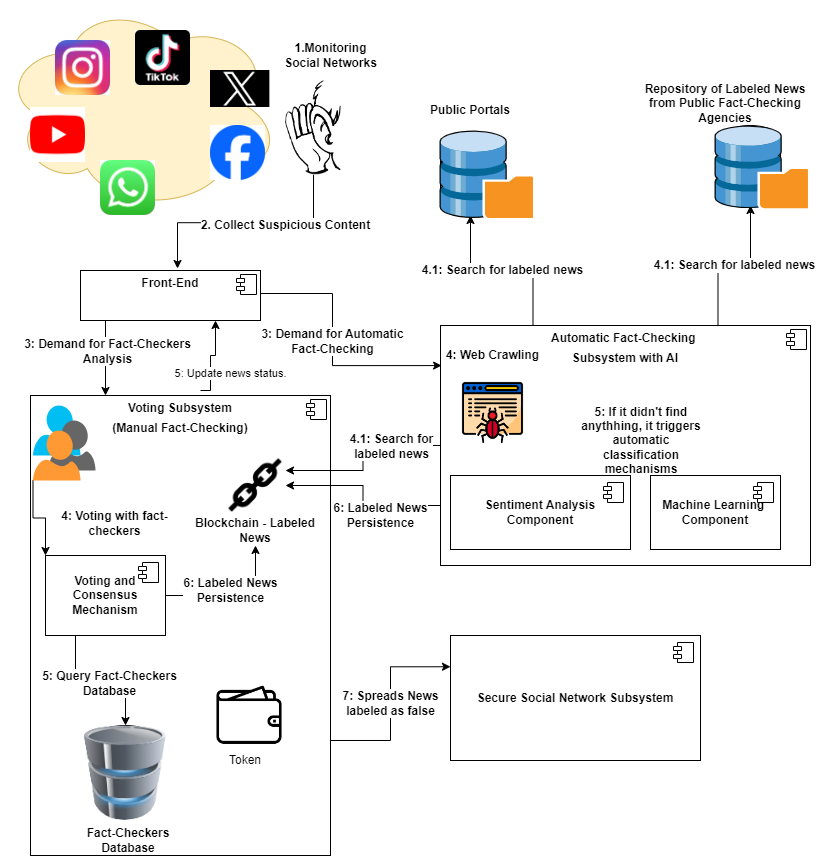 TikTok
1.Monitoring
Social Networks
Public Portals
Repository of Labeled News
from Public Fact-Checking
Agencies
2. Collect Suspicious Content
4.1: Search for labeled news
4.1: Search for labeled news
Front-End
3: Demand for Fact-Checkers
Analysis
3: Demand for Automatic
Fact-Checking
5: Update news status.
Automatic Fact-Checking
Subsystem with AI
4: Web Crawling
5: If it didn't find
anythhing, it triggers
automatic
classification
mechanisms
Sentiment Analysis
Component
Machine Learning
Component
Voting Subsystem
(Manual Fact-Checking)
4.1: Search for
labeled news
6: Labeled News
Persistence
Blockchain - Labeled
News
4: Voting with fact-
checkers
Voting and
Consensus
Mechanism
6: Labeled News
Persistence
5: Query Fact-Checkers
Database
Token
Fact-Checkers
Database
7: Spreads News
labeled as false
Secure Social Network Subsystem